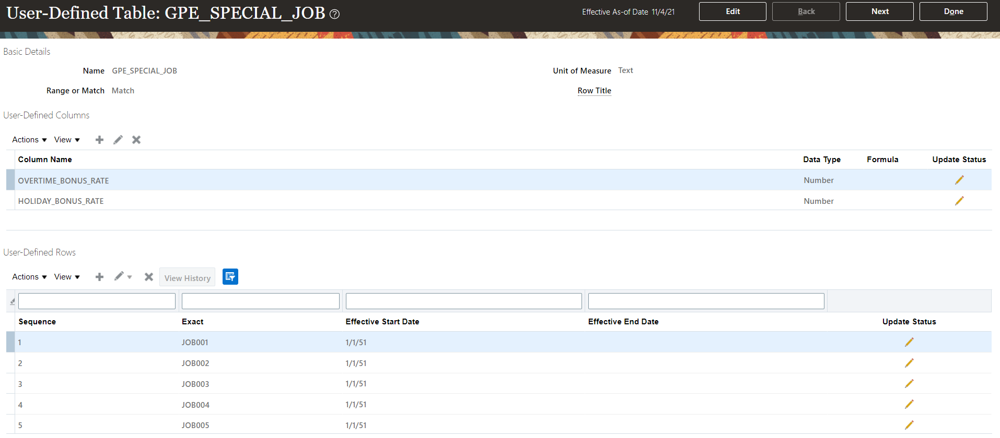 User-Defined Table: GPE_SPECIAL_JOB ?
Effective As-of Date 11/4/21
Edit
Back
Next
Done
Basic Details
Name GPE_SPECIAL_JOB
Unit of Measure Text
Range or Match Match
Row Title
User-Defined Columns
Actions View
Column Name Data Type Formula Update Status
OVERTIME_BONUS_RATE Number
HOLIDAY_BONUS_RATE Number
User-Defined Rows
Actions View View History
Sequence Exact Effective Start Date Effective End Date Update Status
1 JOB001 1/1/51
2 JOB002 1/1/51
3 JOB003 1/1/51
4 JOB004 1/1/51
5 JOB005 1/1/51